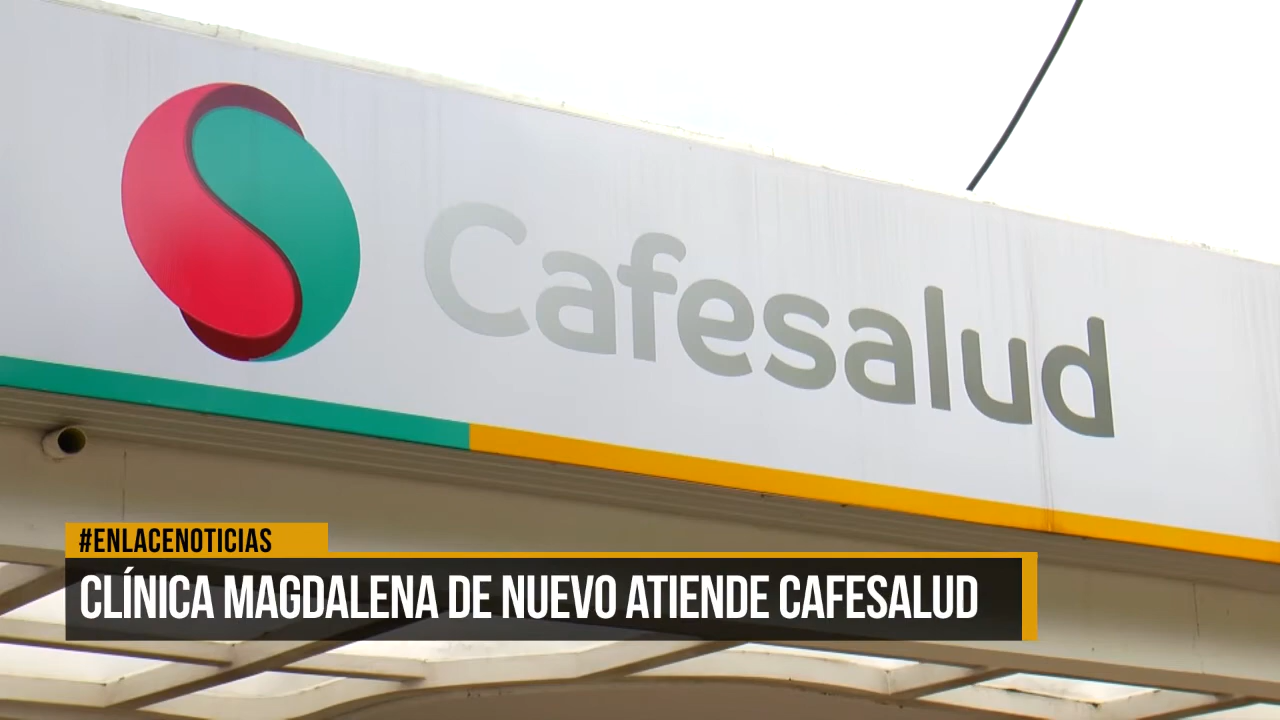 Cafesalud
#ENLACENOTICIAS
CLÍNICA MAGDALENA DE NUEVO ATIENDE CAFESALUD